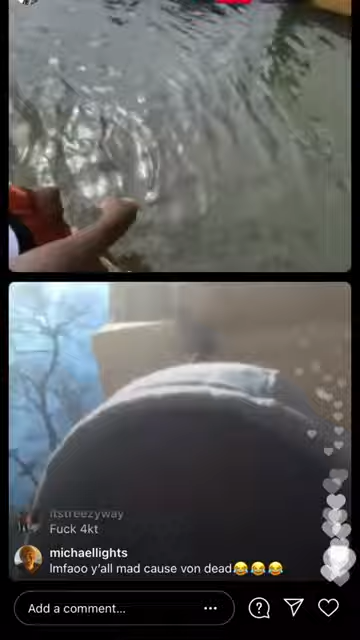 itstreezyway
Fuck 4kt
michaellights
lmfaoo y'all mad cause von dead😂😂😂
Add a comment...